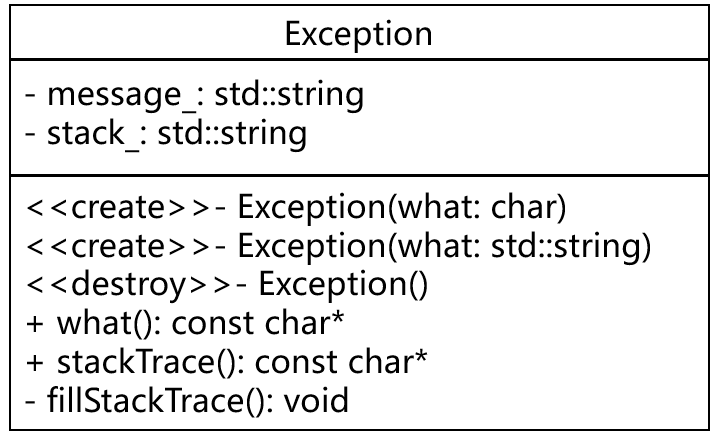 Exception
- message_: std::string
- stack_: std::string
<<create>>- Exception(what: char)
<<create>>- Exception(what: std::string)
<<destroy>>- Exception()
+ what(): const char*
+ stackTrace(): const char*
- fillStackTrace(): void